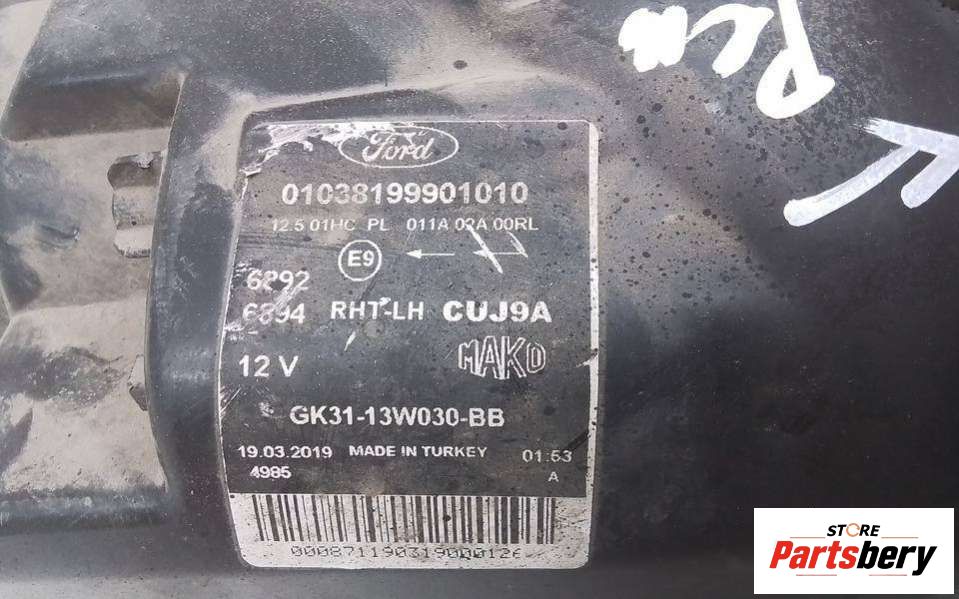 Ford
01038199901010
12.5 01HC PL 011A 02A 00RL
E9
6292
6894 RHT-LH CUJ9A
12 V MAKO
GK31-13W030-BB
19.03.2019 MADE IN TURKEY 01:53
4985 A
000871190319000126
STORE
Partsbery